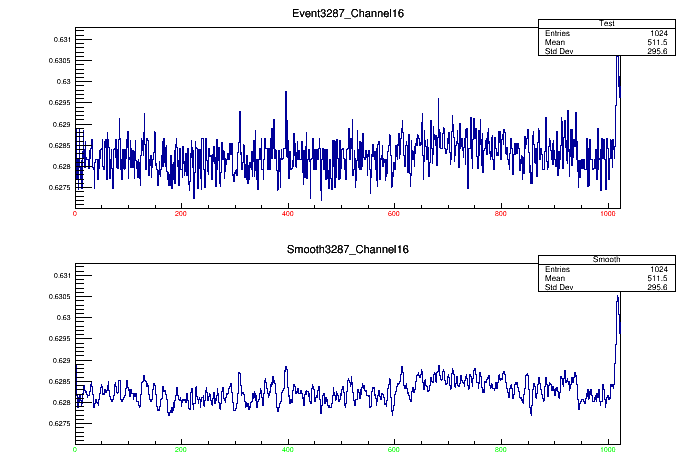 Event3287_Channel16
Test
Entries 1024
Mean 511.5
Std Dev 295.6
0.631
0.6305
0.63
0.6295
0.629
0.6285
0.628
0.6275
0 200 400 600 800 1000
Smooth3287_Channel16
Smooth
Entries 1024
Mean 511.5
Std Dev 295.6
0.631
0.6305
0.63
0.6295
0.629
0.6285
0.628
0.6275
0 200 400 600 800 1000